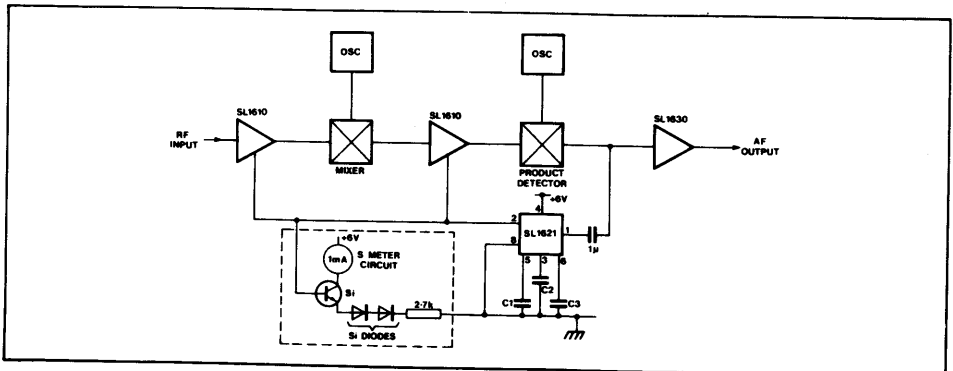 OSC
OSC
SL1610
SL1610
SL1630
RF
INPUT
AF
OUTPUT
MIXER
PRODUCT
DETECTOR
+6V
4
2
SL1621
1
8
1μ
5
3
6
+6V
S METER
CIRCUIT
1mA
Si
C1
C2
C3
2·7k
Si DIODES